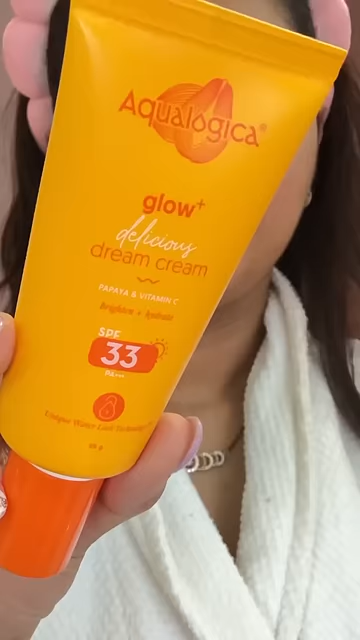 Aqualogica®
glow+
delicious
dream cream
PAPAYA & VITAMIN C
brighten + hydrate
SPF
33
PA+++
Unique Water Lock Technology